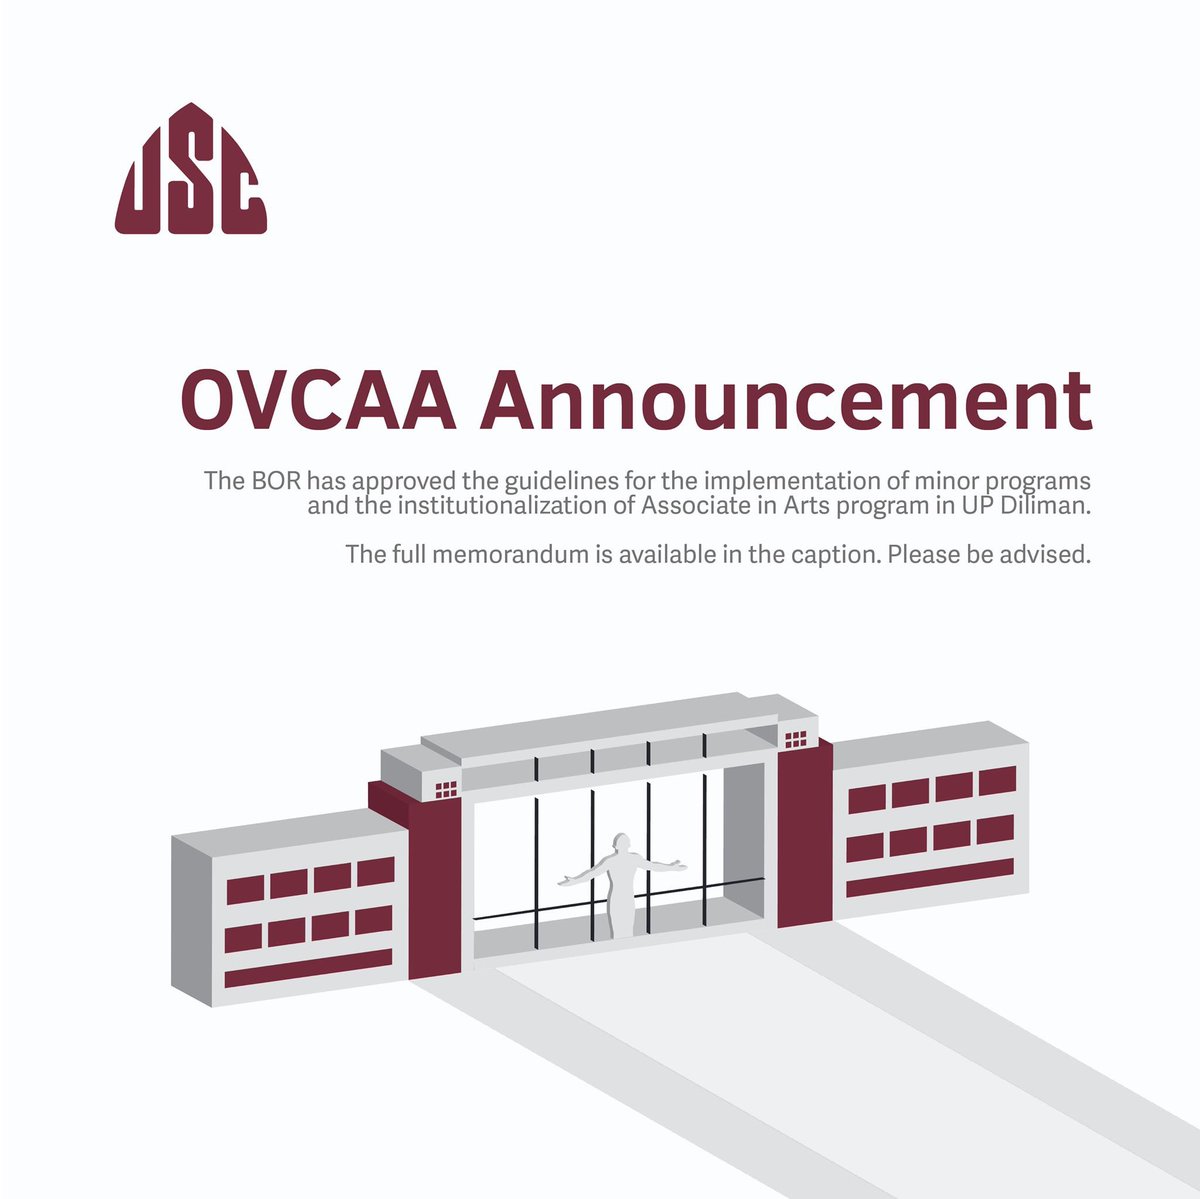 USC
OVCAA Announcement
The BOR has approved the guidelines for the implementation of minor programs
and the institutionalization of Associate in Arts program in UP Diliman.
The full memorandum is available in the caption. Please be advised.